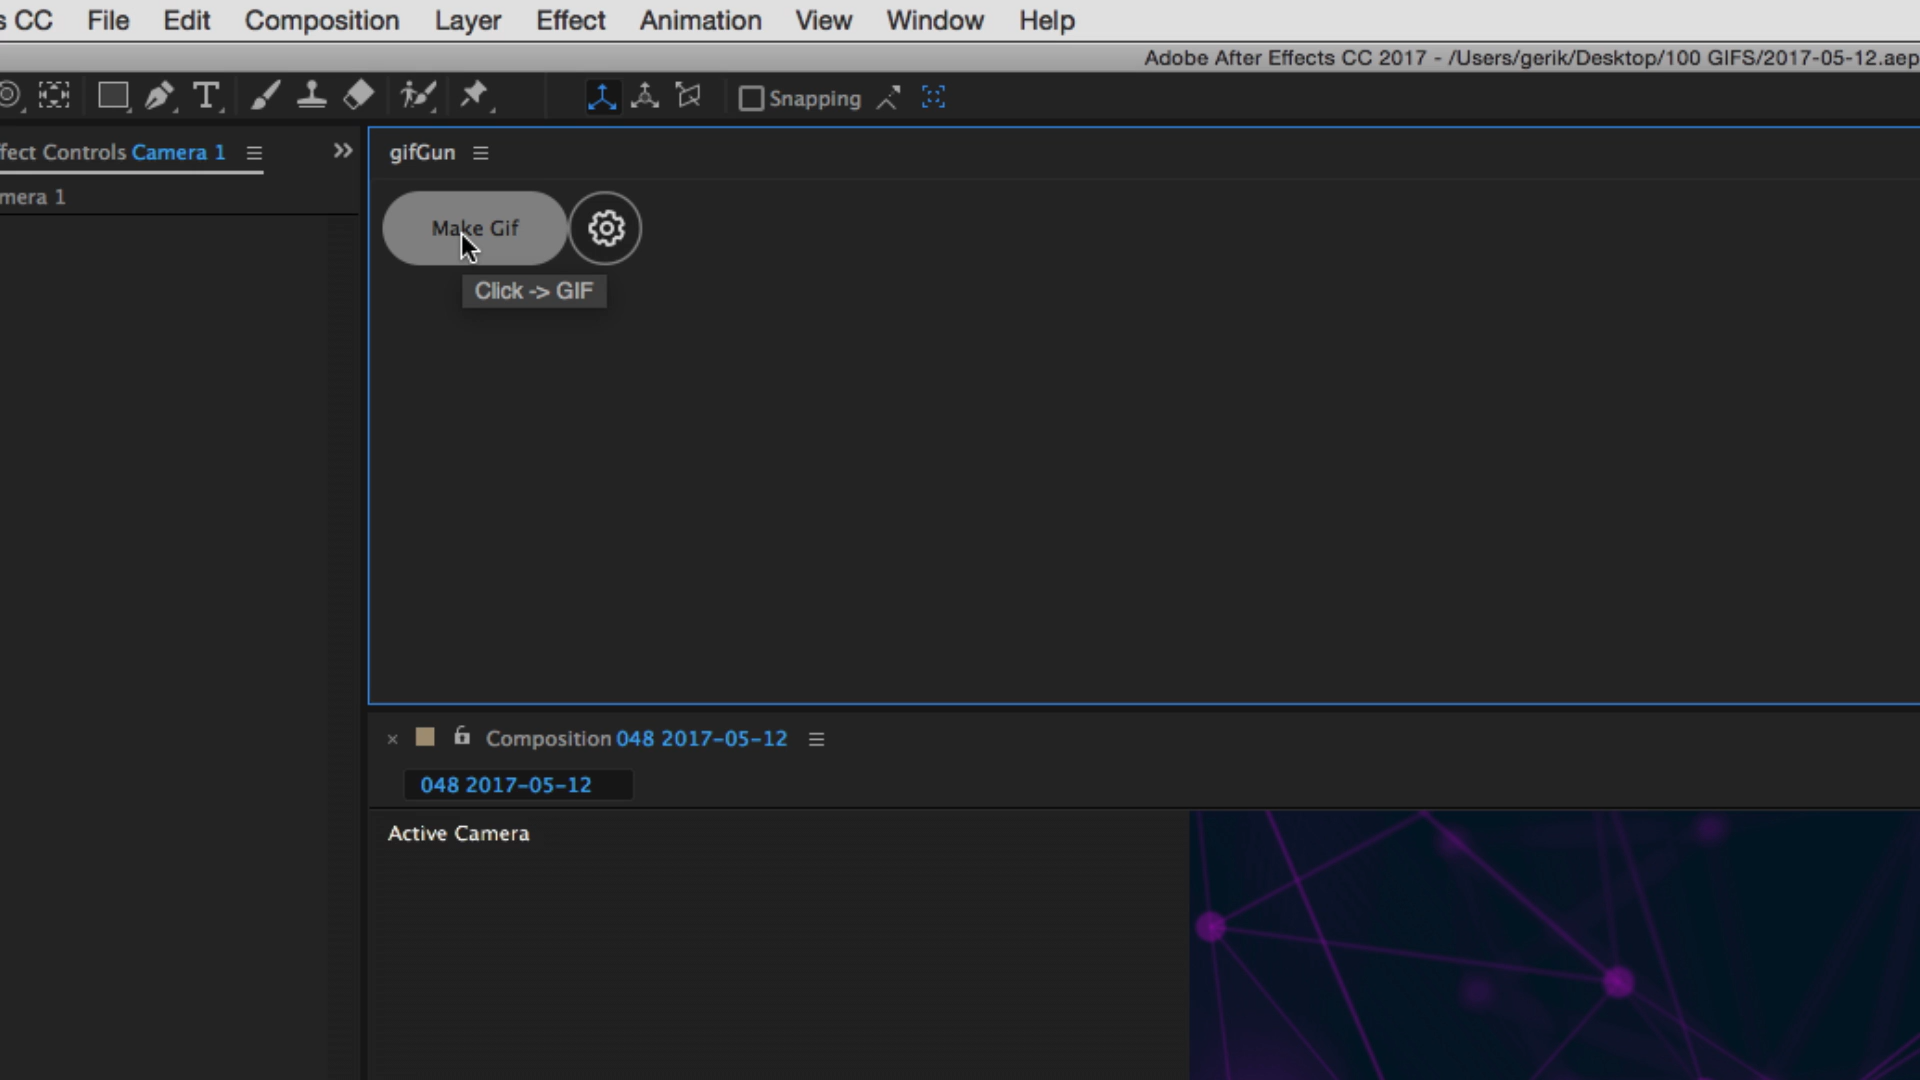 s CC File Edit Composition Layer Effect Animation View Window Help
Adobe After Effects CC 2017 - /Users/gerik/Desktop/100 GIFS/2017-05-12.aep
T Snapping
fect Controls Camera 1
mera 1
gifGun
Make Gif
Click -> GIF
Composition 048 2017-05-12
048 2017-05-12
Active Camera